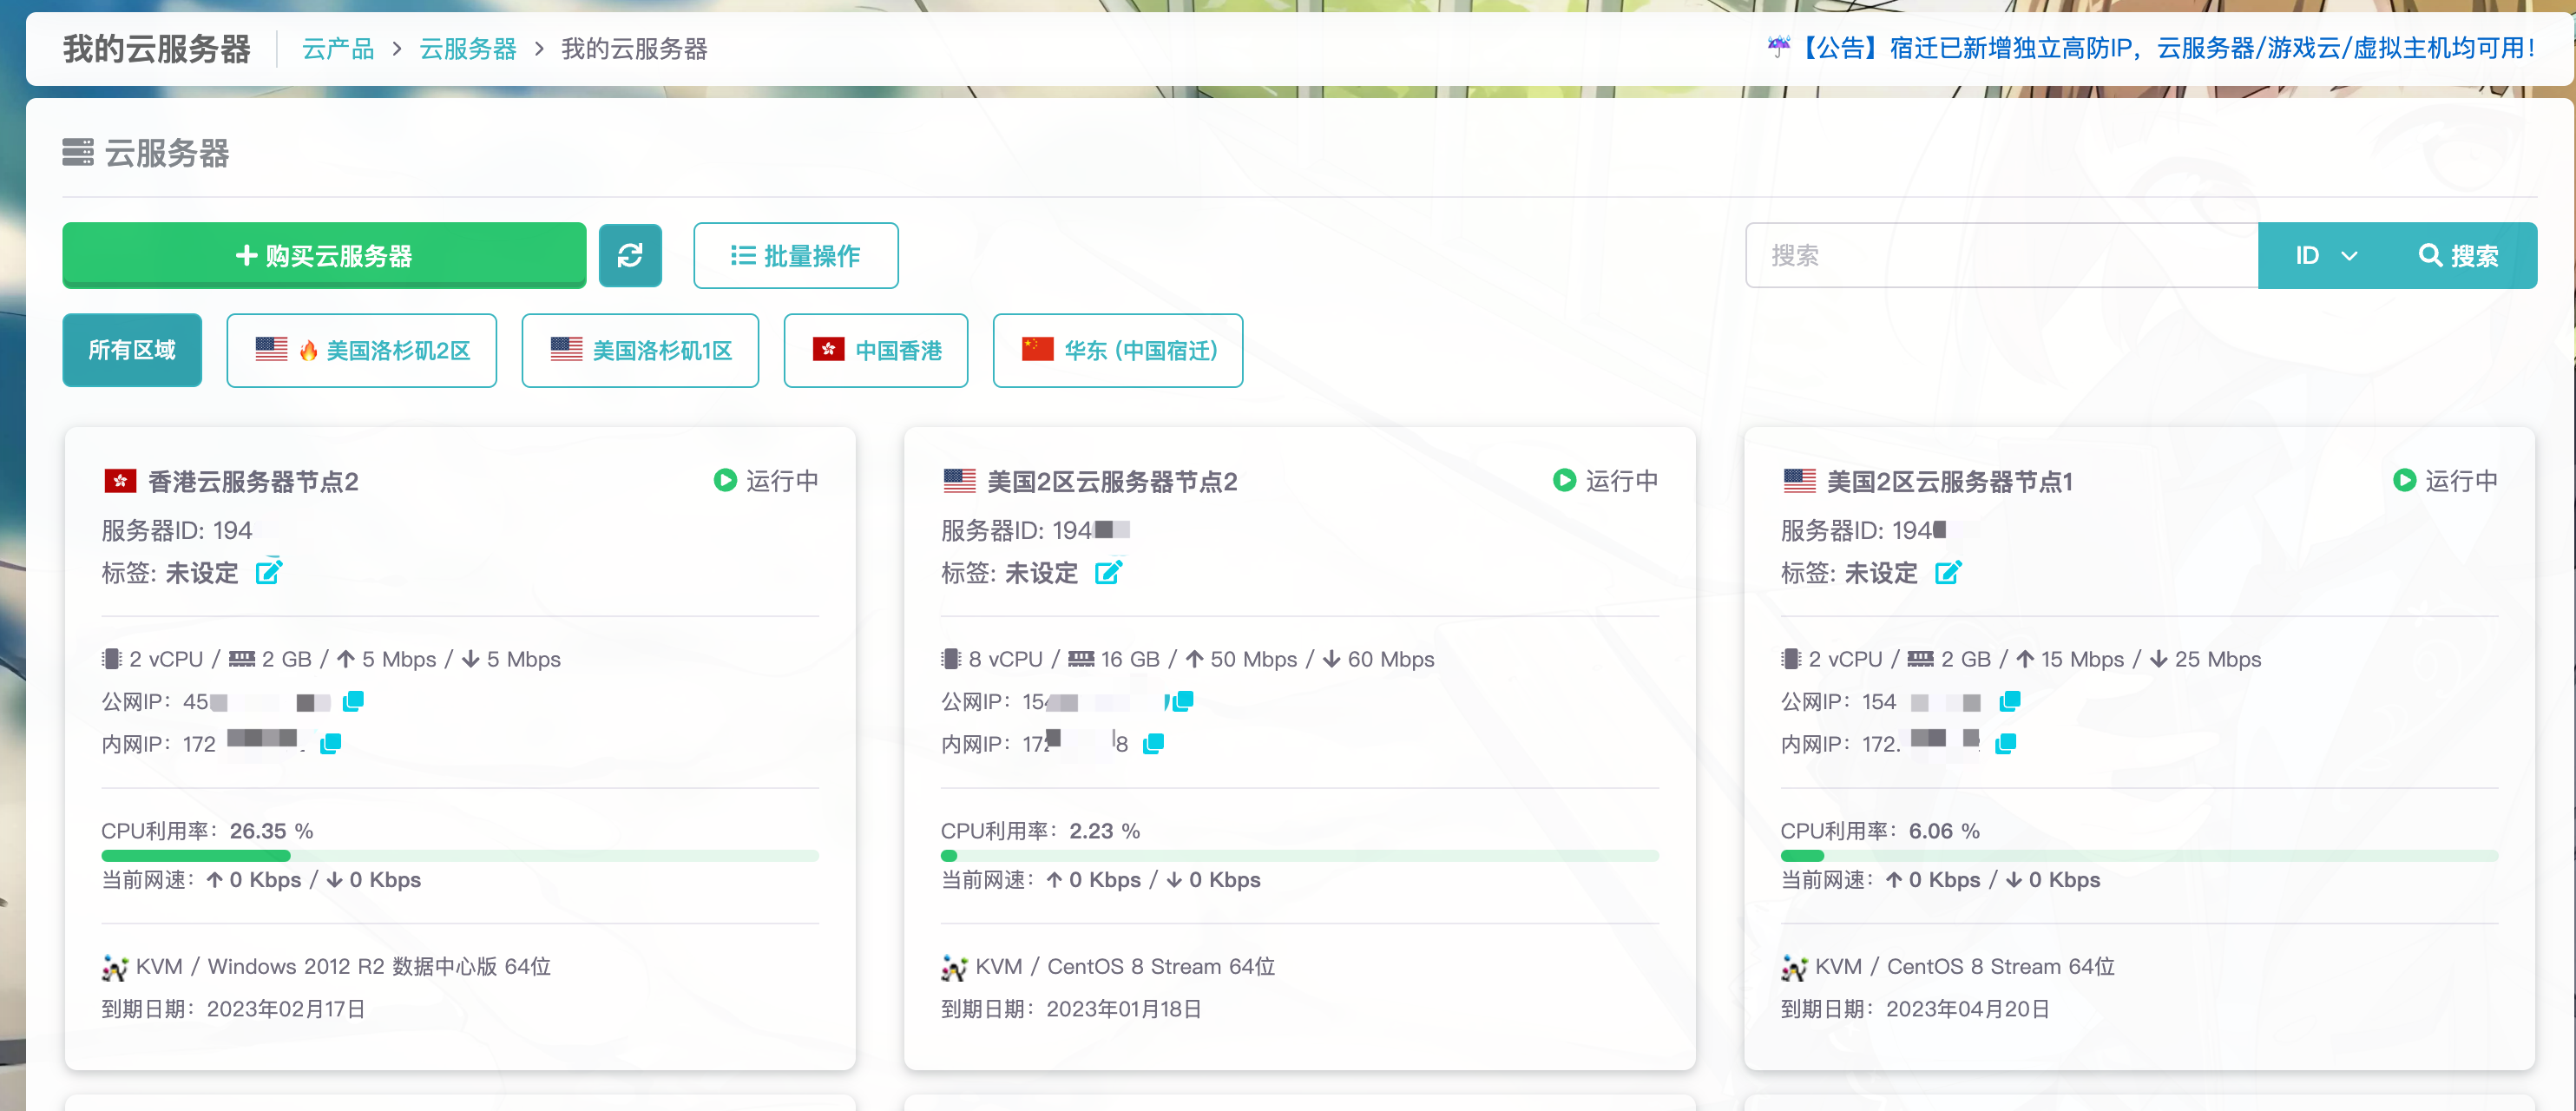 我的云服务器
云产品 > 云服务器 > 我的云服务器
【公告】宿迁已新增独立高防IP，云服务器/游戏云/虚拟主机均可用！
云服务器
购买云服务器
批量操作
搜索
ID
搜索
所有区域
美国洛杉矶2区
美国洛杉矶1区
中国香港
华东 (中国宿迁)
香港云服务器节点2
运行中
服务器ID: 194
标签: 未设定
2 vCPU / 2 GB / ↑ 5 Mbps / ↓ 5 Mbps
公网IP：45
内网IP：172
CPU利用率：26.35 %
当前网速：↑ 0 Kbps / ↓ 0 Kbps
KVM / Windows 2012 R2 数据中心版 64位
到期日期：2023年02月17日
美国2区云服务器节点2
运行中
服务器ID: 194
标签: 未设定
8 vCPU / 16 GB / ↑ 50 Mbps / ↓ 60 Mbps
公网IP：15
内网IP：17 8
CPU利用率：2.23 %
当前网速：↑ 0 Kbps / ↓ 0 Kbps
KVM / CentOS 8 Stream 64位
到期日期：2023年01月18日
美国2区云服务器节点1
运行中
服务器ID: 194
标签: 未设定
2 vCPU / 2 GB / ↑ 15 Mbps / ↓ 25 Mbps
公网IP：154
内网IP：172.
CPU利用率：6.06 %
当前网速：↑ 0 Kbps / ↓ 0 Kbps
KVM / CentOS 8 Stream 64位
到期日期：2023年04月20日